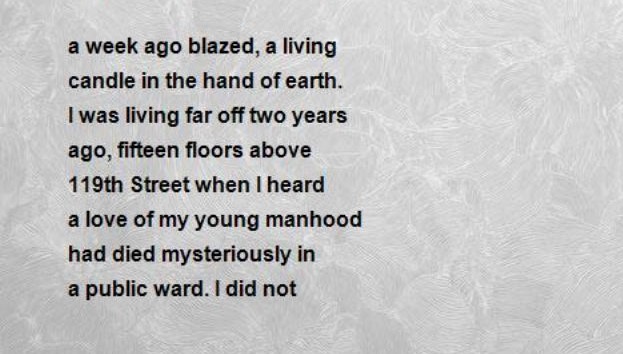 a week ago blazed, a living
candle in the hand of earth.
I was living far off two years
ago, fifteen floors above
119th Street when I heard
a love of my young manhood
had died mysteriously in
a public ward. I did not